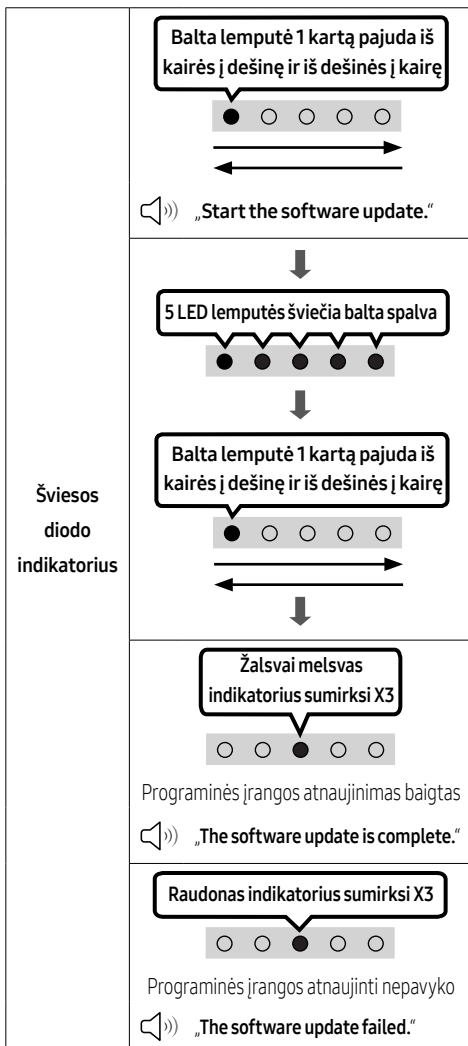 Balta lemputė 1 kartą pajuda iš
kairės į dešinę ir iš dešinės į kairę
„Start the software update.“
5 LED lemputės šviečia balta spalva
Balta lemputė 1 kartą pajuda iš
kairės į dešinę ir iš dešinės į kairę
Šviesos
diodo
indikatorius
Žalsvai melsvas
indikatorius sumirksi X3
Programinės įrangos atnaujinimas baigtas
„The software update is complete.“
Raudonas indikatorius sumirksi X3
Programinės įrangos atnaujinti nepavyko
„The software update failed.“